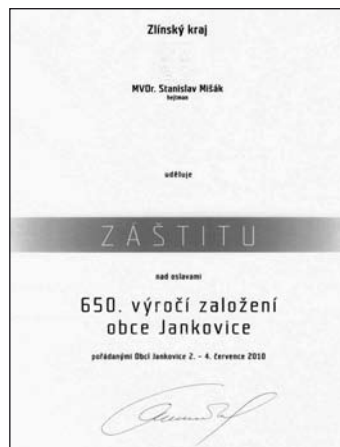 Zlínský kraj
MVDr. Stanislav Mišák
hejtman
uděluje
ZÁŠTITU
nad oslavami
650. výročí založení
obce Jankovice
pořádanými Obcí Jankovice 2. - 4. července 2010